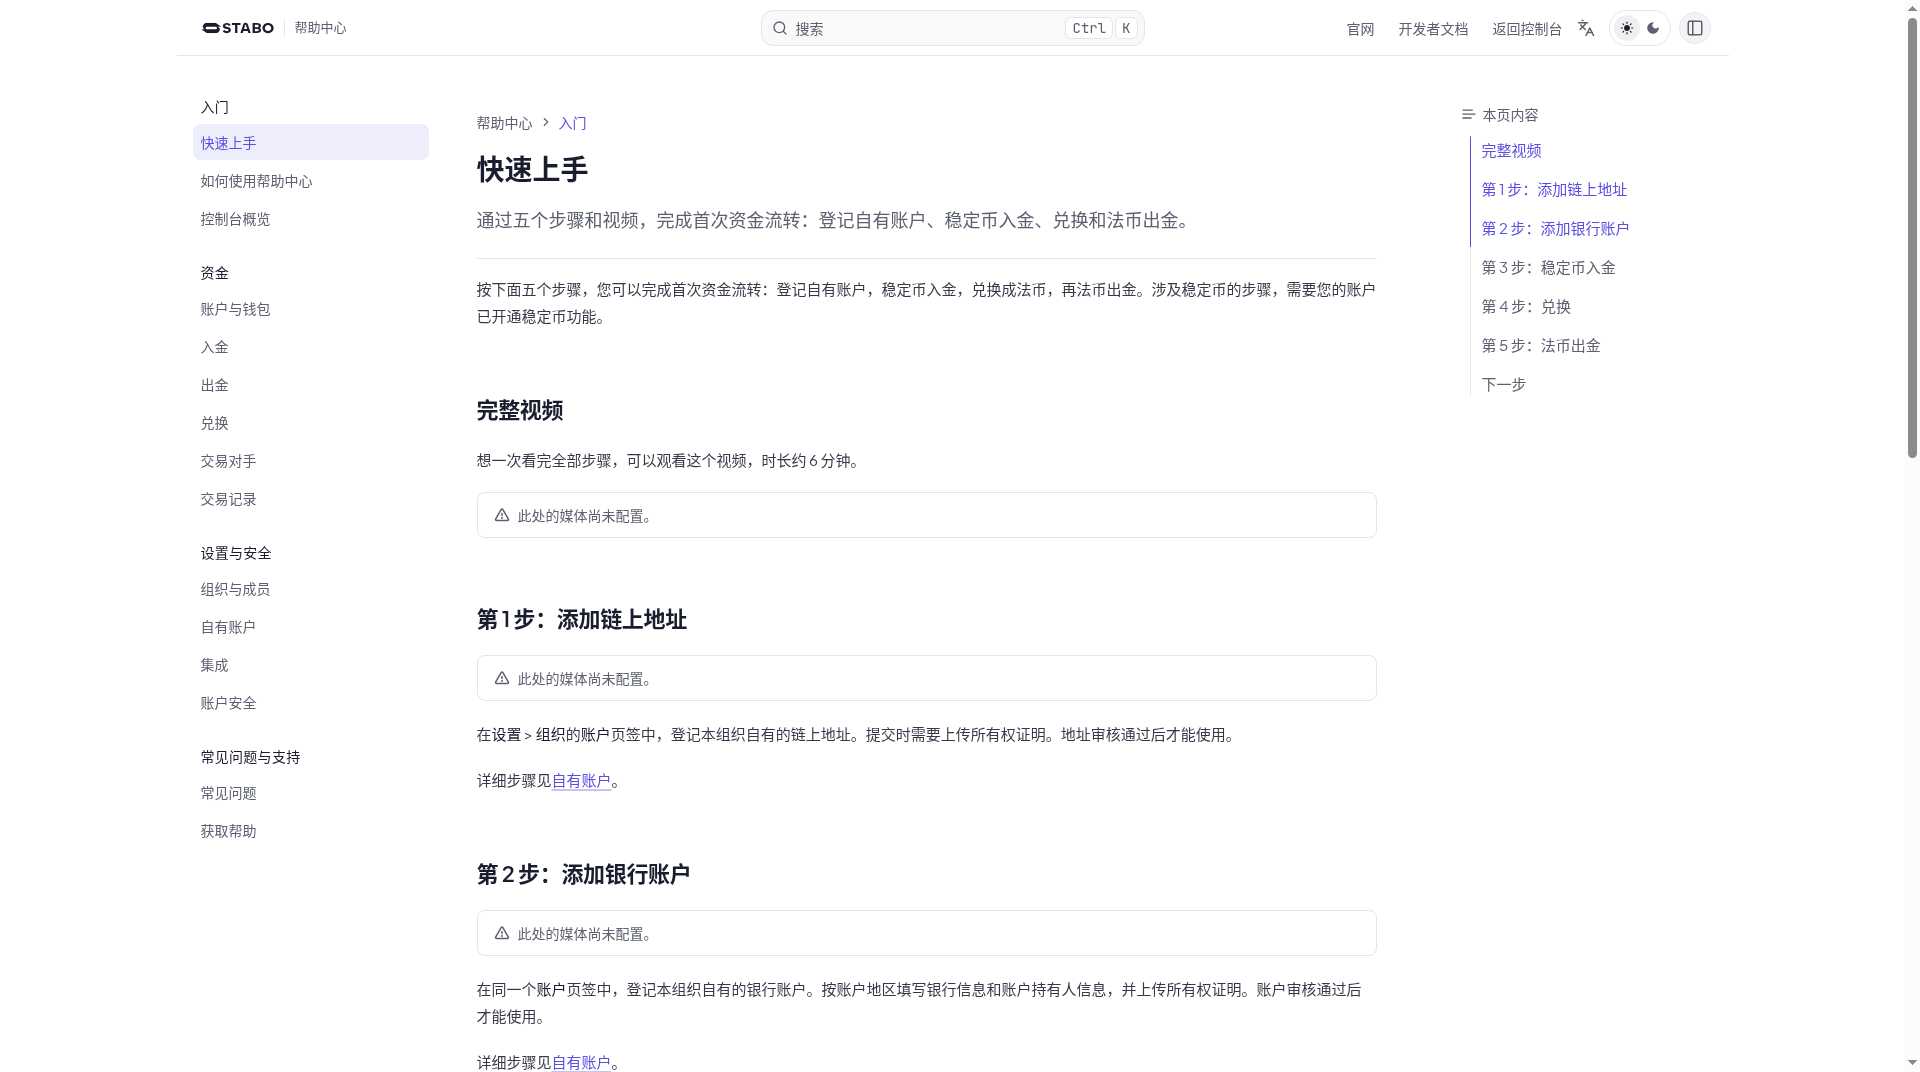 STABO 帮助中心
搜索 Ctrl K
官网 开发者文档 返回控制台
入门
快速上手
如何使用帮助中心
控制台概览
资金
账户与钱包
入金
出金
兑换
交易对手
交易记录
设置与安全
组织与成员
自有账户
集成
账户安全
常见问题与支持
常见问题
获取帮助
帮助中心 > 入门
快速上手
通过五个步骤和视频，完成首次资金流转：登记自有账户、稳定币入金、兑换和法币出金。
按下面五个步骤，您可以完成首次资金流转：登记自有账户，稳定币入金，兑换成法币，再法币出金。涉及稳定币的步骤，需要您的账户
已开通稳定币功能。
完整视频
想一次看完全部步骤，可以观看这个视频，时长约 6 分钟。
此处的媒体尚未配置。
第 1 步：添加链上地址
此处的媒体尚未配置。
在设置 > 组织的账户页签中，登记本组织自有的链上地址。提交时需要上传所有权证明。地址审核通过后才能使用。
详细步骤见自有账户。
第 2 步：添加银行账户
此处的媒体尚未配置。
在同一个账户页签中，登记本组织自有的银行账户。按账户地区填写银行信息和账户持有人信息，并上传所有权证明。账户审核通过后
才能使用。
详细步骤见自有账户。
本页内容
完整视频
第 1 步：添加链上地址
第 2 步：添加银行账户
第 3 步：稳定币入金
第 4 步：兑换
第 5 步：法币出金
下一步